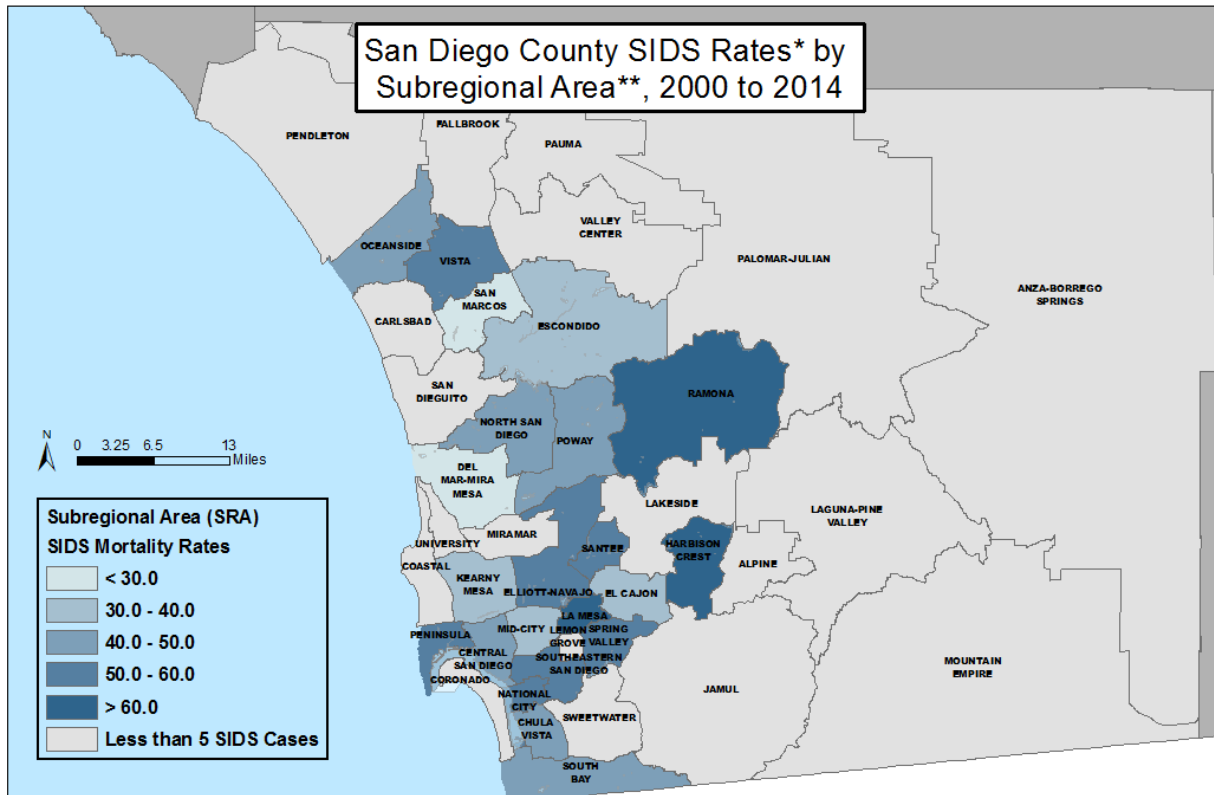 San Diego County SIDS Rates* by
Subregional Area**, 2000 to 2014
PENDLETON
FALLBROOK
PAUMA
VALLEY
CENTER
OCEANSIDE
VISTA
PALOMAR-JULIAN
ANZA-BORREGO
SPRINGS
SAN
MARCOS
CARLSBAD
ESCONDIDO
SAN
DIEGUITO
RAMONA
NORTH SAN
DIEGO
POWAY
N
0 3.25 6.5 13
Miles
DEL
MAR-MIRA
MESA
LAKESIDE
LAGUNA-PINE
VALLEY
MIRAMAR
UNIVERSITY
SANTEE
HARBISON
CREST
ALPINE
COASTAL
KEARNY
MESA
ELLIOTT-NAVAJO
EL CAJON
LA MESA
PENINSULA
MID-CITY
LEMON
GROVE
SPRING
VALLEY
CENTRAL
SAN DIEGO
SOUTHEASTERN
SAN DIEGO
CORONADO
MOUNTAIN
EMPIRE
JAMUL
NATIONAL
CITY
SWEETWATER
CHULA
VISTA
SOUTH
BAY
Subregional Area (SRA)
SIDS Mortality Rates
< 30.0
30.0 - 40.0
40.0 - 50.0
50.0 - 60.0
> 60.0
Less than 5 SIDS Cases